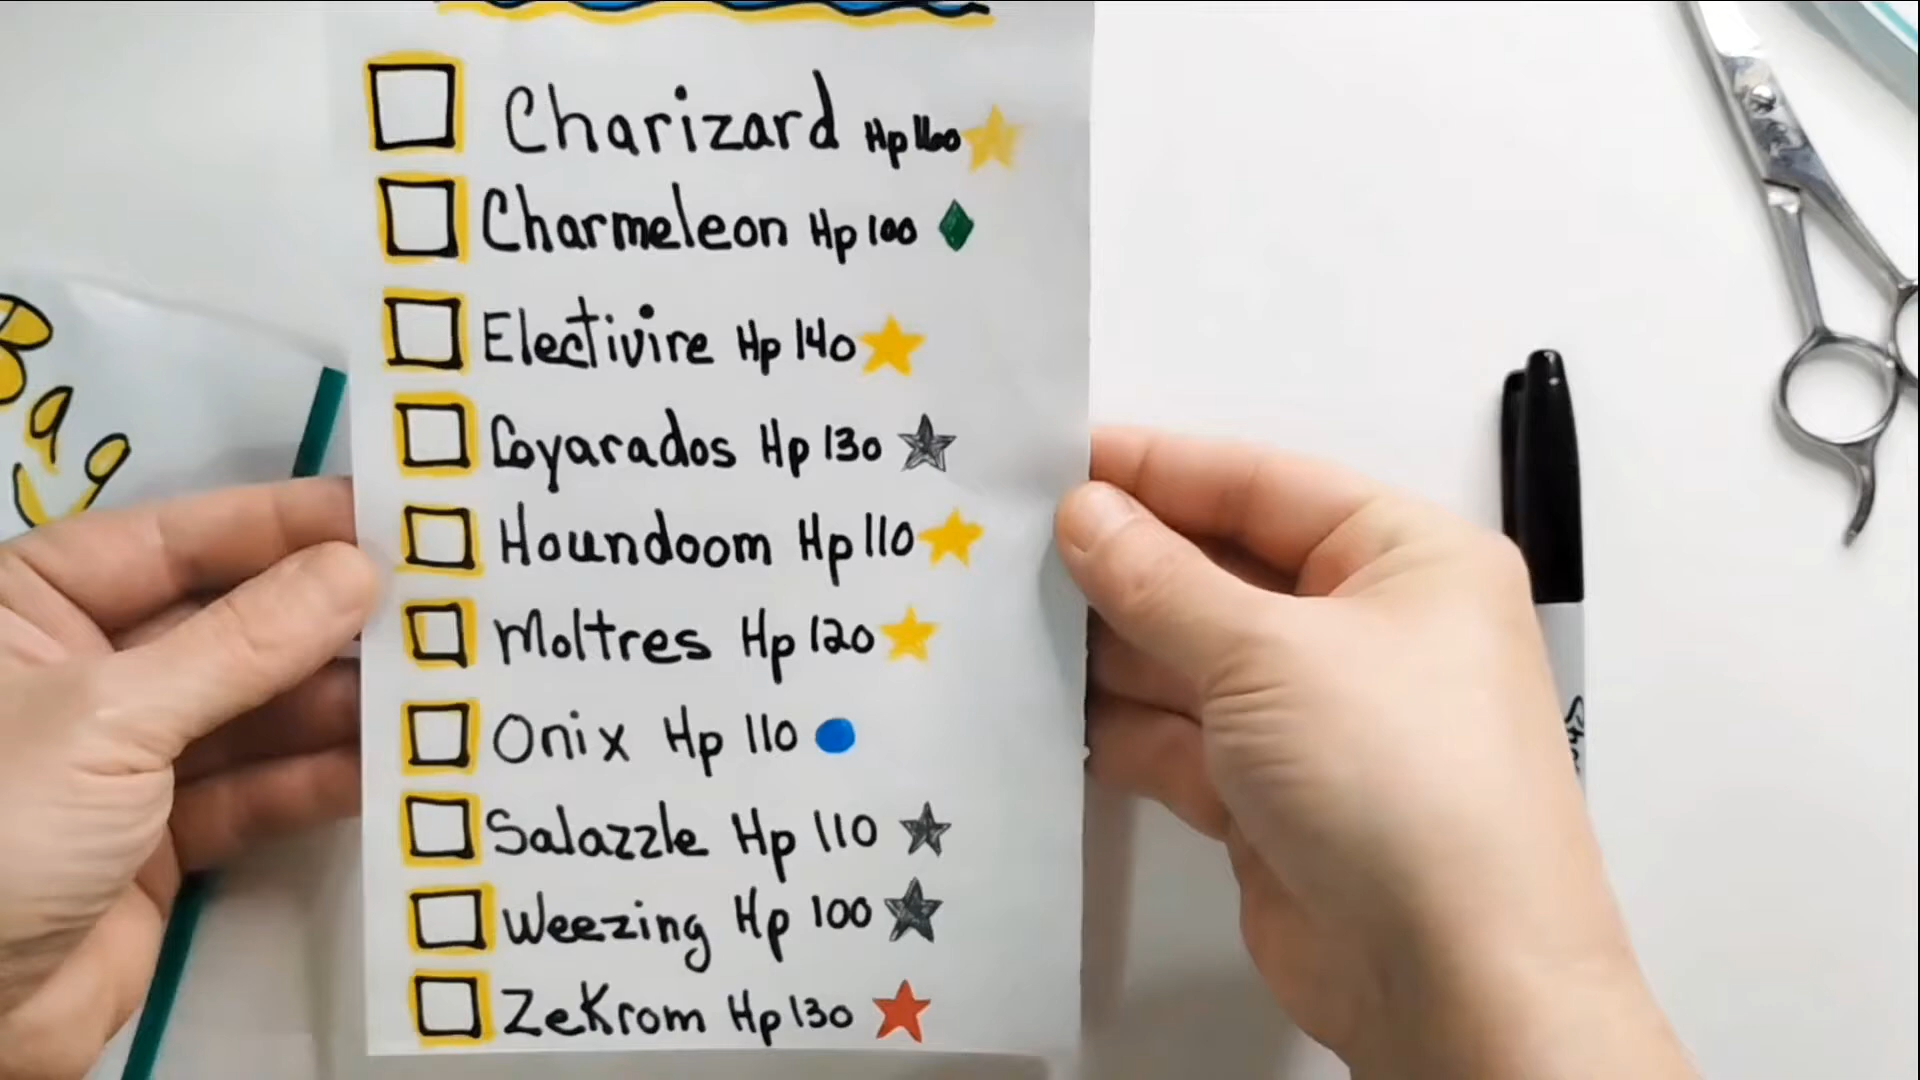 Charizard Hp 160
Charmeleon Hp 100
Electivire Hp 140
Gyarados Hp 130
Houndoom Hp 110
Moltres Hp 120
Onix Hp 110
Salazzle Hp 110
Weezing Hp 100
Zekrom Hp 130
Bag